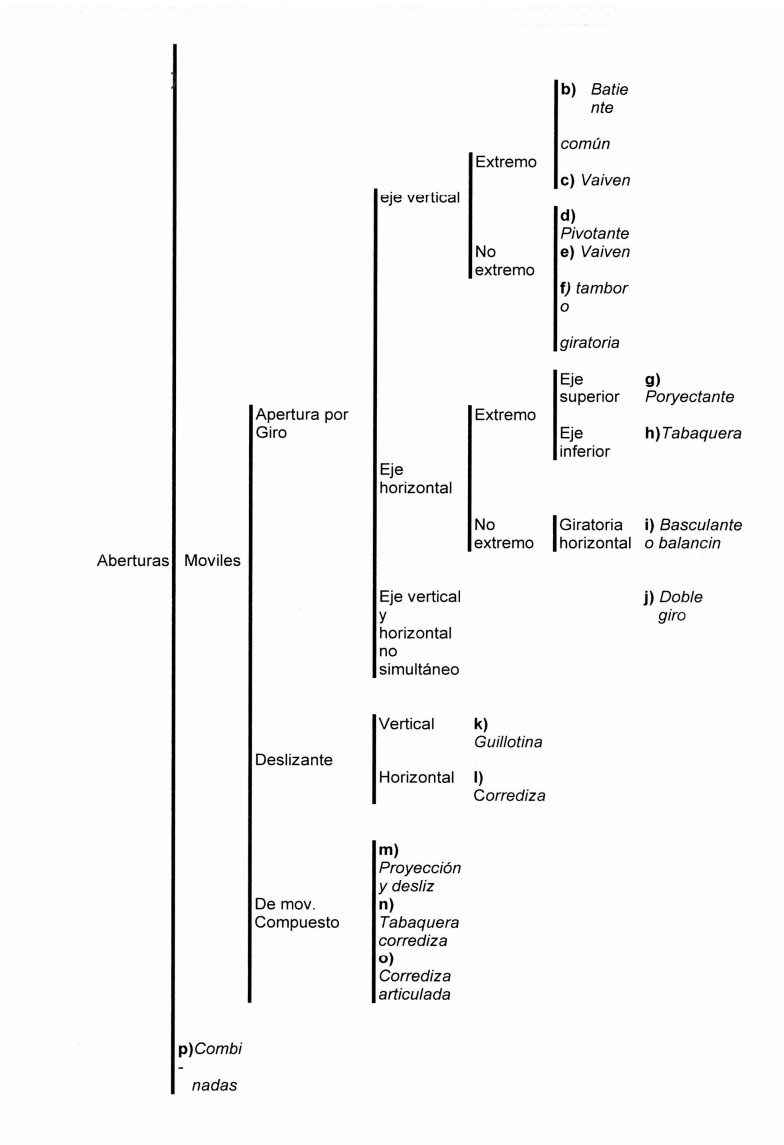 b) Batie
nte
común
Extremo
c) Vaiven
eje vertical
d)
Pivotante
No
extremo
e) Vaiven
f) tambor
o
giratoria
Apertura por
Giro
Extremo
Eje
superior
g)
Poryectante
Eje
inferior
h)Tabaquera
Eje
horizontal
No
extremo
Giratoria
horizontal
i) Basculante
o balancin
Aberturas
Moviles
Eje vertical
y
horizontal
no
simultáneo
j) Doble
giro
Deslizante
Vertical
k)
Guillotina
Horizontal
l)
Corrediza
De mov.
Compuesto
m)
Proyección
y desliz
n)
Tabaquera
corrediza
o)
Corrediza
articulada
p)Combi
-
nadas